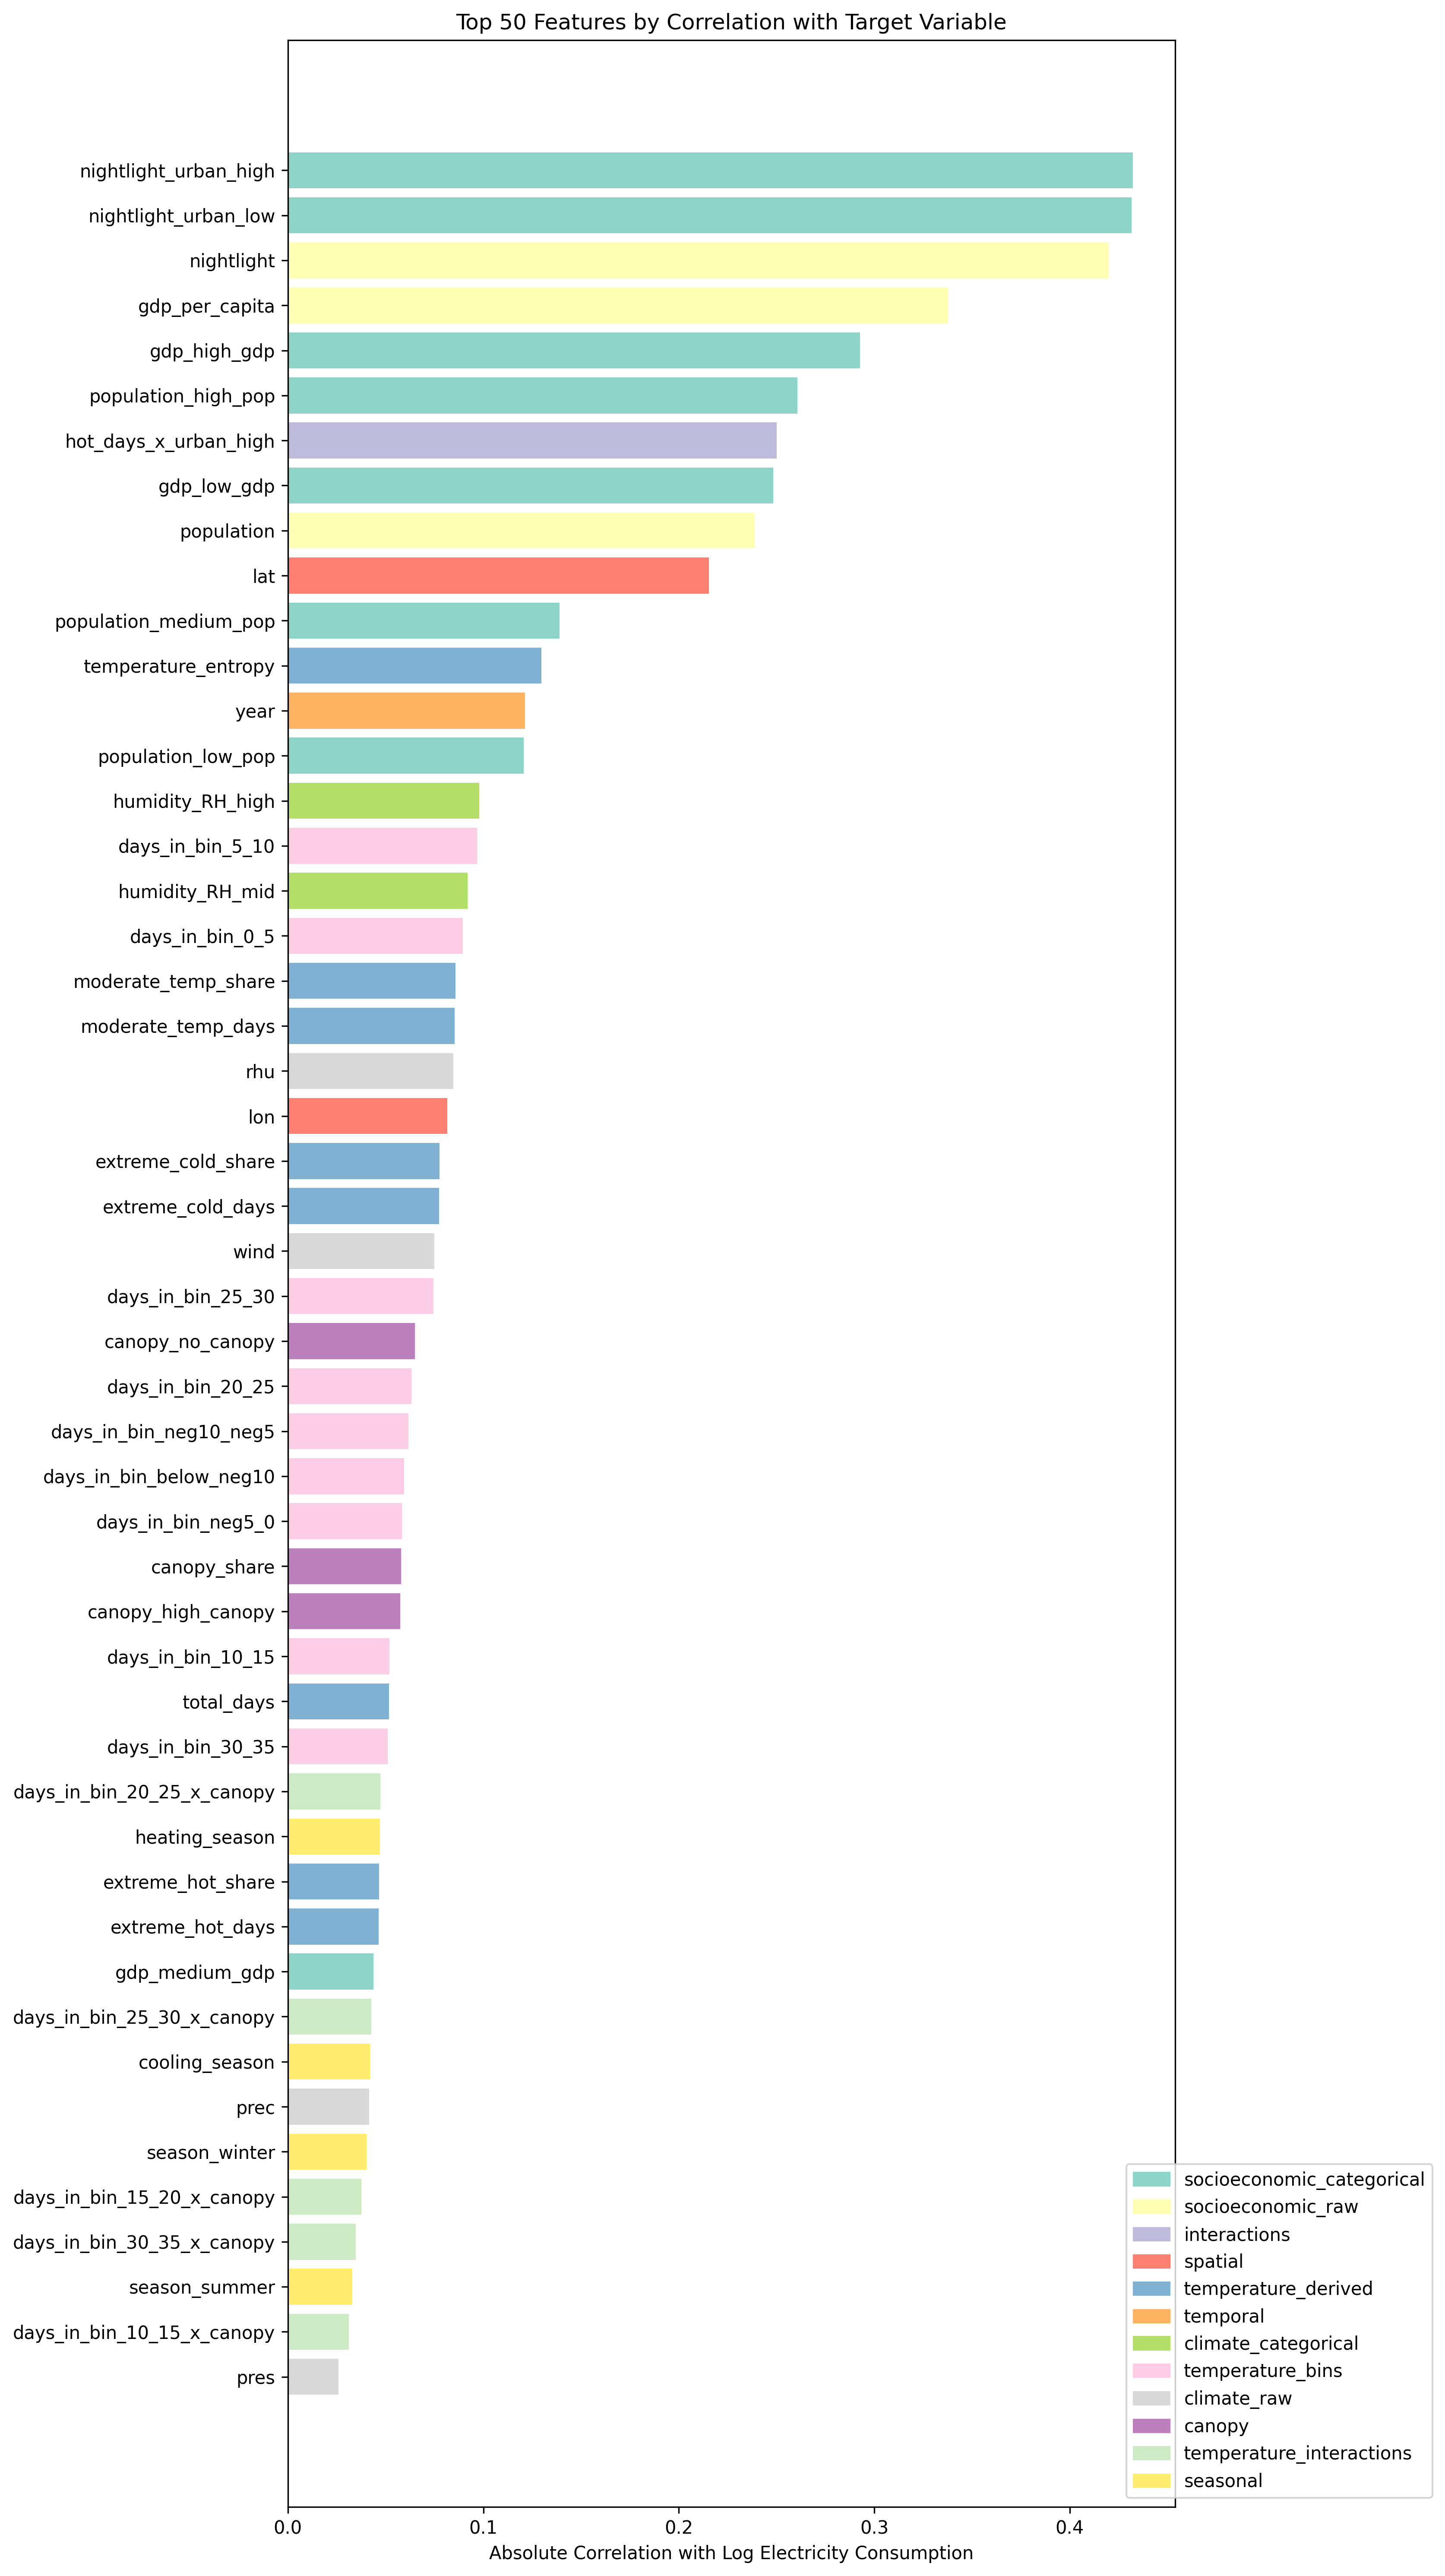 Top 50 Features by Correlation with Target Variable
nightlight_urban_high
nightlight_urban_low
nightlight
gdp_per_capita
gdp_high_gdp
population_high_pop
hot_days_x_urban_high
gdp_low_gdp
population
lat
population_medium_pop
temperature_entropy
year
population_low_pop
humidity_RH_high
days_in_bin_5_10
humidity_RH_mid
days_in_bin_0_5
moderate_temp_share
moderate_temp_days
rhu
lon
extreme_cold_share
extreme_cold_days
wind
days_in_bin_25_30
canopy_no_canopy
days_in_bin_20_25
days_in_bin_neg10_neg5
days_in_bin_below_neg10
days_in_bin_neg5_0
canopy_share
canopy_high_canopy
days_in_bin_10_15
total_days
days_in_bin_30_35
days_in_bin_20_25_x_canopy
heating_season
extreme_hot_share
extreme_hot_days
gdp_medium_gdp
days_in_bin_25_30_x_canopy
cooling_season
prec
season_winter
days_in_bin_15_20_x_canopy
days_in_bin_30_35_x_canopy
season_summer
days_in_bin_10_15_x_canopy
pres
socioeconomic_categorical
socioeconomic_raw
interactions
spatial
temperature_derived
temporal
climate_categorical
temperature_bins
climate_raw
canopy
temperature_interactions
seasonal
0.0 0.1 0.2 0.3 0.4
Absolute Correlation with Log Electricity Consumption